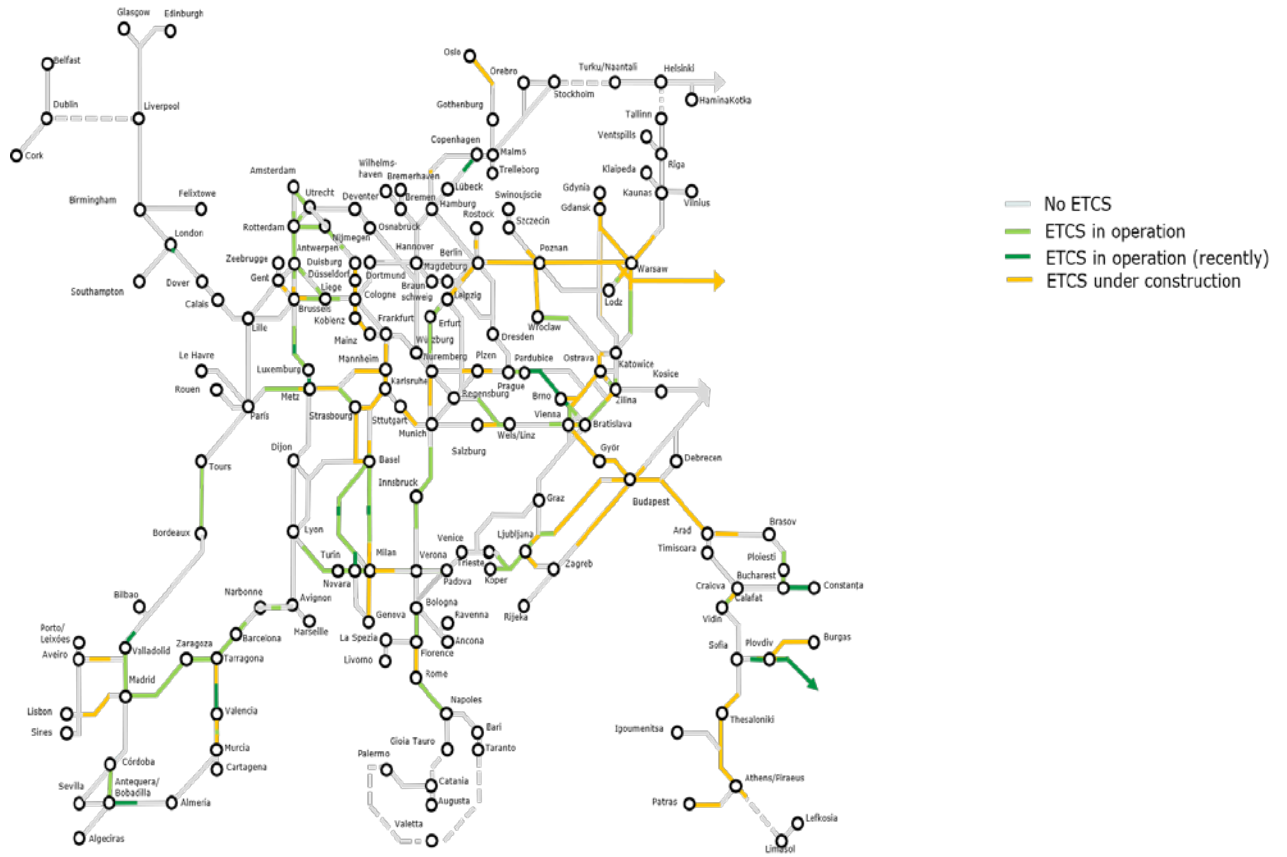 Glasgow
Edinburgh
Belfast
Dublin
Liverpool
Cork
Birmingham
Felixtowe
London
Southampton
Dover
Calais
Lille
Zeebrugge
Gent
Le Havre
Rouen
Paris
Tours
Bordeaux
Bilbao
Porto/
Leixões
Aveiro
Valladolid
Zaragoza
Madrid
Lisbon
Sires
Tarragona
Barcelona
Narbonne
Avignon
Marseille
Valencia
Murcia
Cartagena
Córdoba
Sevilla
Antequera/
Bobadilla
Almeria
Algeciras
Oslo
Orebro
Stockholm
Turku/Naantali
Helsinki
HaminaKotka
Gothenburg
Tallinn
Ventspills
Riga
Klaipeda
Kaunas
Vilnius
Copenhagen
Malmö
Trelleborg
Lübeck
Hamburg
Wilhelms-
haven
Bremerhaven
Bremen
Deventer
Osnabruck
Amsterdam
Utrecht
Rotterdam
Nijmegen
Antwerpen
Duisburg
Düsseldorf
Dortmund
Liege
Brussels
Cologne
Koblenz
Mainz
Frankfurt
Hannover
Magdeburg
Braun
schweig
Leipzig
Berlin
Rostock
Swinoujscie
Szczecin
Poznan
Gdynia
Gdansk
Warsaw
Lodz
Wroclaw
Erfurt
Dresden
Würzburg
Nuremberg
Plzen
Pardubice
Prague
Ostrava
Katowice
Kosice
Zilina
Brno
Vienna
Bratislava
Luxemburg
Metz
Mannheim
Karlsruhe
Strasbourg
Sttutgart
Regensburg
Munich
Salzburg
Wels/Linz
Györ
Debrecen
Budapest
Dijon
Basel
Innsbruck
Graz
Lyon
Turin
Novara
Milan
Verona
Venice
Padova
Trieste
Koper
Ljubljana
Zagreb
Rijeka
Geneva
Bologna
Ravenna
Ancona
La Spezia
Livorno
Florence
Rome
Napoles
Bari
Taranto
Gioia Tauro
Palermo
Catania
Augusta
Valetta
Arad
Timiscara
Brasov
Ploiesti
Craiova
Bucharest
Constanța
Calafat
Vidin
Sofia
Plovdiv
Burgas
Thesaloniki
Igoumenitsa
Athens/Piraeus
Patras
Lefkosia
Limasol
No ETCS
ETCS in operation
ETCS in operation (recently)
ETCS under construction